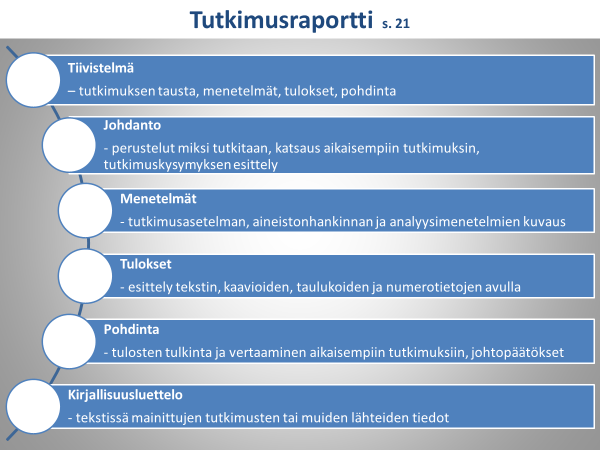 Tutkimusraportti s. 21
Tiivistelmä
– tutkimuksen tausta, menetelmät, tulokset, pohdinta
Johdanto
- perustelut miksi tutkitaan, katsaus aikaisempiin tutkimuksin,
tutkimuskysymyksen esittely
Menetelmät
- tutkimusasetelman, aineistonhankinnan ja analyysimenetelmien kuvaus
Tulokset
- esittely tekstin, kaavioiden, taulukoiden ja numerotietojen avulla
Pohdinta
- tulosten tulkinta ja vertaaminen aikaisempiin tutkimuksiin, johtopäätökset
Kirjallisuusluettelo
- tekstissä mainittujen tutkimusten tai muiden lähteiden tiedot